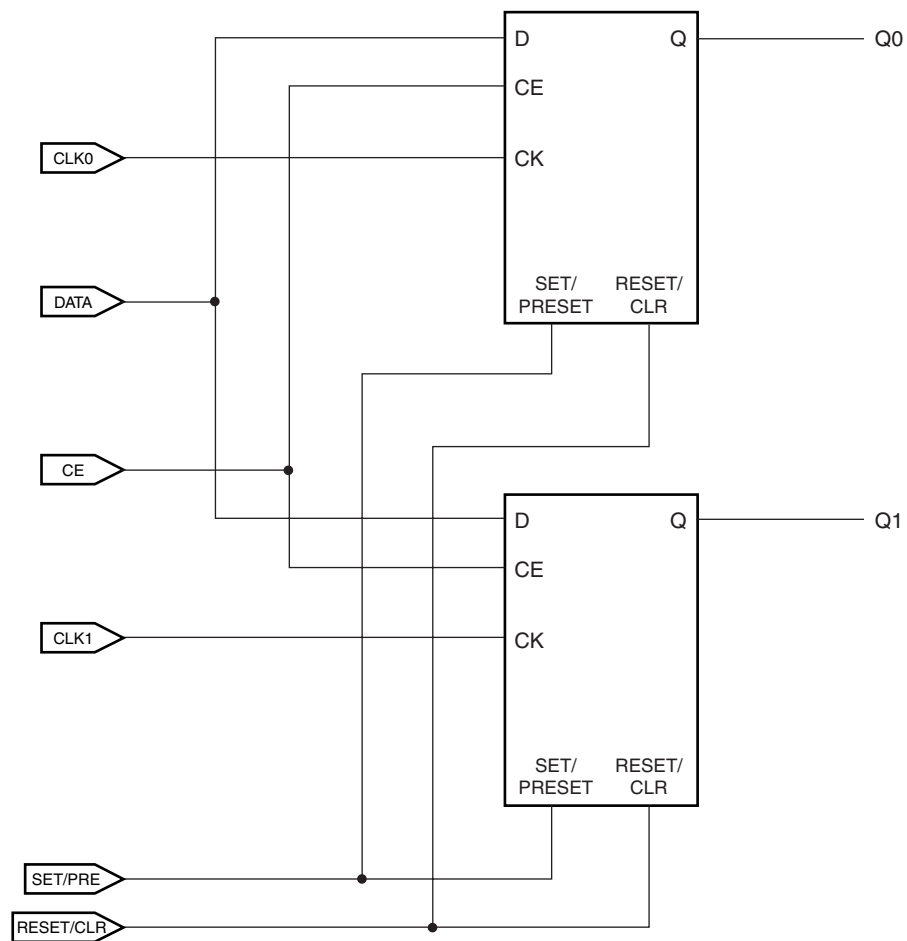 D
Q
Q0
CE
CLK0
CK
SET/
PRESET
RESET/
CLR
DATA
CE
D
Q
Q1
CE
CLK1
CK
SET/
PRESET
RESET/
CLR
SET/PRE
RESET/CLR